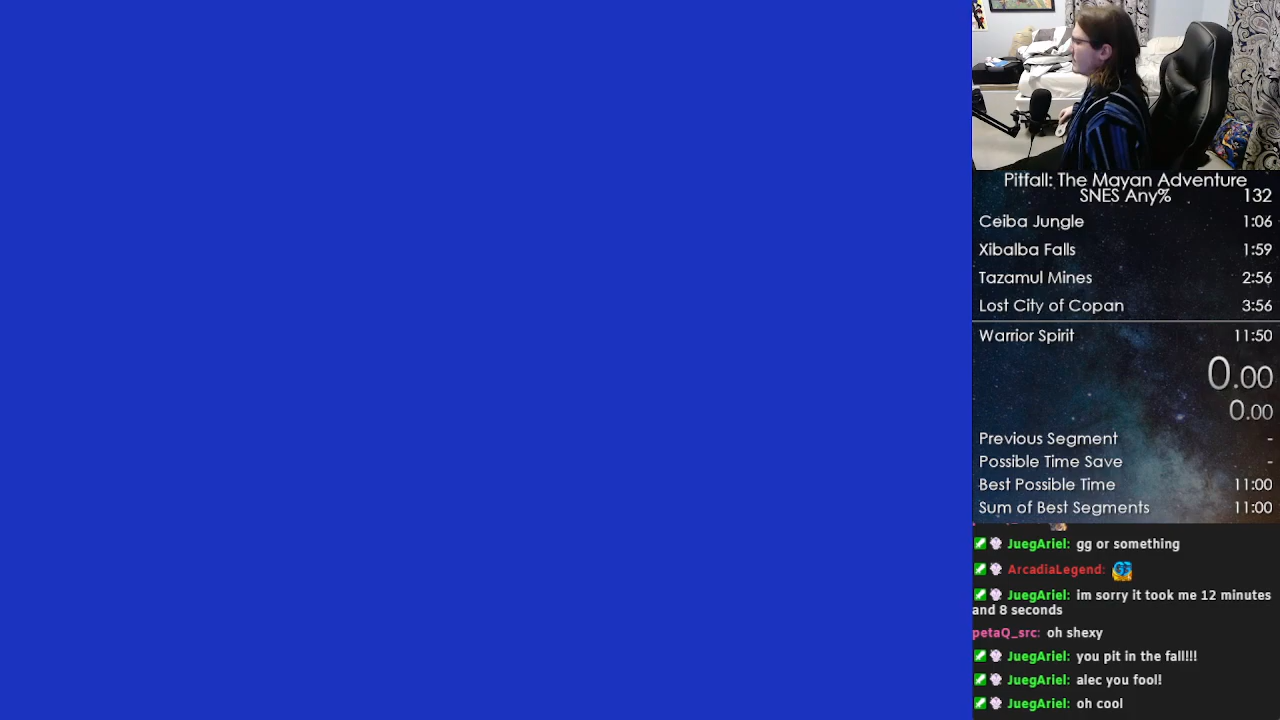 Pitfall: The Mayan Adventure
SNES Any% 132
Ceiba Jungle 1:06
Xibalba Falls 1:59
Tazamul Mines 2:56
Lost City of Copan 3:56
Warrior Spirit 11:50
0.00
0.00
Previous Segment -
Possible Time Save -
Best Possible Time 11:00
Sum of Best Segments 11:00
JuegAriel: gg or something
ArcadiaLegend: GF
JuegAriel: im sorry it took me 12 minutes
and 8 seconds
petaQ_src: oh shexy
JuegAriel: you pit in the fall!!!
JuegAriel: alec you fool!
JuegAriel: oh cool